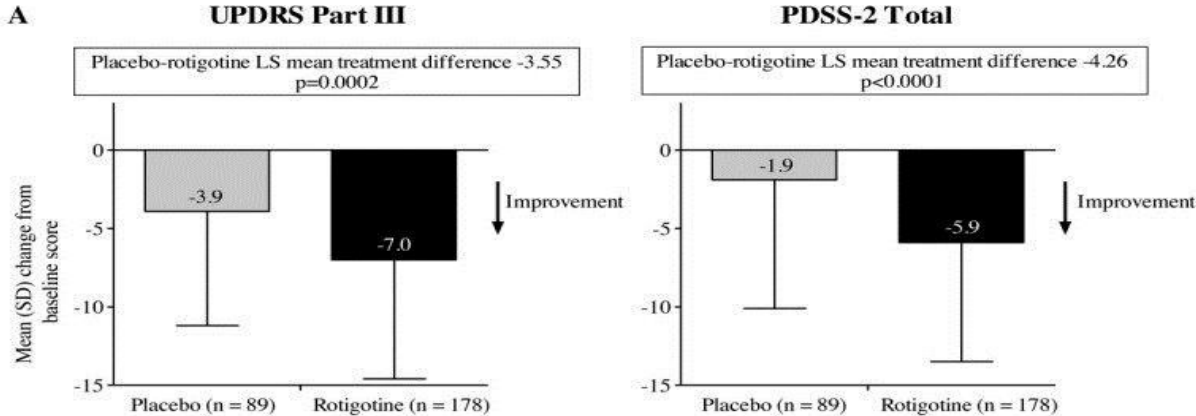 A
UPDRS Part III
Placebo-rotigotine LS mean treatment difference -3.55
p=0.0002
Mean (SD) change from
baseline score
0
-5
-10
-15
-3.9
-7.0
Improvement
Placebo (n = 89) Rotigotine (n = 178)
PDSS-2 Total
Placebo-rotigotine LS mean treatment difference -4.26
p<0.0001
0
-5
-10
-15
-1.9
-5.9
Improvement
Placebo (n = 89) Rotigotine (n = 178)